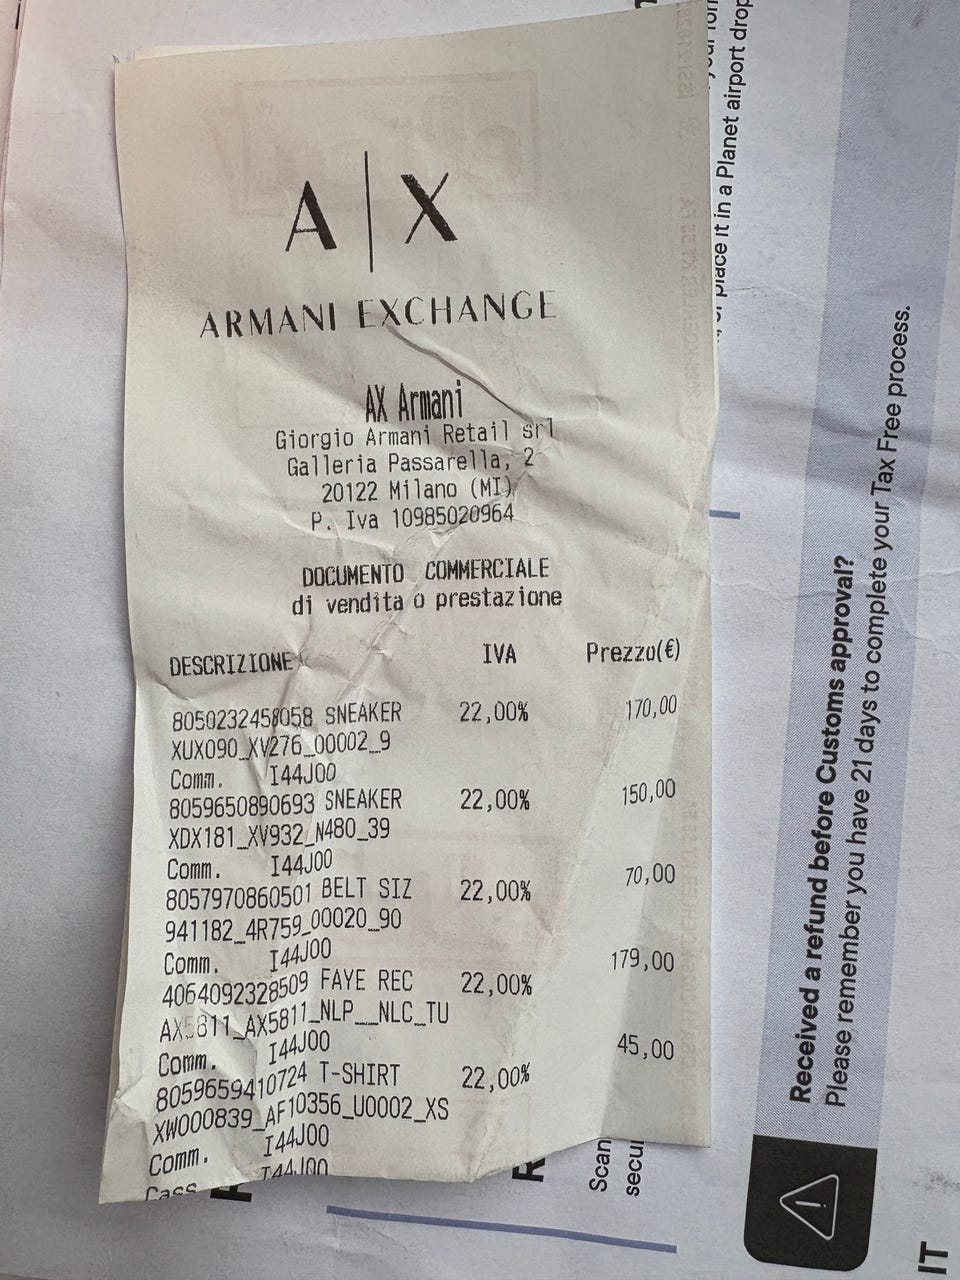 A|X
ARMANI EXCHANGE
AX Armani
Giorgio Armani Retail srl
Galleria Passarella, 2
20122 Milano (MI)
P. Iva 10985020964
DOCUMENTO COMMERCIALE
di vendita o prestazione
DESCRIZIONE IVA Prezzo(€)
8050232458058 SNEAKER 22,00% 170,00
XUX090_XV276_00002_9
Comm. I44J00
8059650890693 SNEAKER 22,00% 150,00
XDX181_XV932_N480_39
Comm. I44J00
8057970860501 BELT SIZ 22,00% 70,00
941182_4R759_00020_90
Comm. I44J00
4064092328509 FAYE REC 22,00% 179,00
AX5811_AX5811_NLP__NLC_TU
Comm. I44J00
8059659410724 T-SHIRT 22,00% 45,00
XW000839_AF10356_U0002_XS
Comm. I44J00
Cass I44J00
place it in a Planet airport drop
Received a refund before Customs approval?
Please remember you have 21 days to complete your Tax Free process.
Scan
secu
R
IT